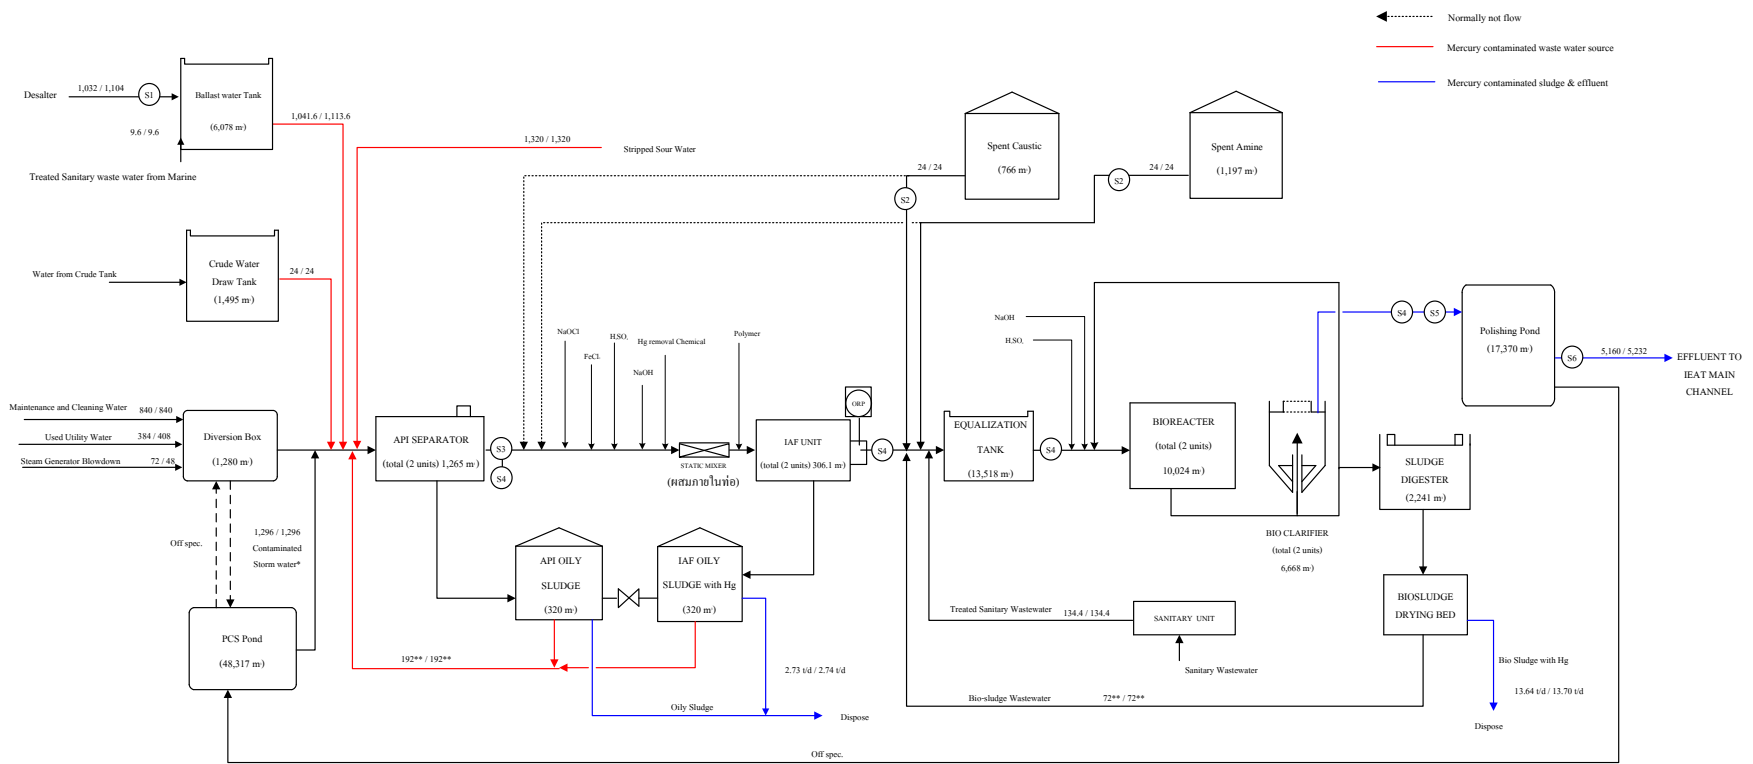 Normally not flow
Mercury contaminated waste water source
Mercury contaminated sludge & effluent
Desalter
1,032 / 1,104
S1
Ballast water Tank
(6,078 m³)
1,041.6 / 1,113.6
9.6 / 9.6
Treated Sanitary waste water from Marine
1,320 / 1,320
Stripped Sour Water
Spent Caustic
(766 m³)
24 / 24
S2
Spent Amine
(1,197 m³)
24 / 24
S2
Water from Crude Tank
Crude Water
Draw Tank
(1,495 m³)
24 / 24
NaOCl
FeCl₃
H₂SO₄
NaOH
Hg removal Chemical
Polymer
NaOH
H₂SO₄
ORP
S4
S5
Polishing Pond
(17,370 m³)
S6
5,160 / 5,232
EFFLUENT TO
IEAT MAIN
CHANNEL
Maintenance and Cleaning Water
840 / 840
Used Utility Water
384 / 408
Steam Generator Blowdown
72 / 48
Diversion Box
(1,280 m³)
API SEPARATOR
(total (2 units) 1,265 m³)
S3
S4
STATIC MIXER
(ผสมภายในท่อ)
IAF UNIT
(total (2 units) 306.1 m³)
S4
EQUALIZATION
TANK
(13,518 m³)
S4
BIOREACTER
(total (2 units)
10,024 m³)
BIO CLARIFIER
(total (2 units)
6,668 m³)
SLUDGE
DIGESTER
(2,241 m³)
Off spec.
1,296 / 1,296
Contaminated
Storm water*
PCS Pond
(48,317 m³)
API OILY
SLUDGE
(320 m³)
IAF OILY
SLUDGE with Hg
(320 m³)
192** / 192**
2.73 t/d / 2.74 t/d
Oily Sludge
Dispose
Treated Sanitary Wastewater
134.4 / 134.4
SANITARY UNIT
Sanitary Wastewater
BIOSLUDGE
DRYING BED
Bio Sludge with Hg
13.64 t/d / 13.70 t/d
Dispose
Bio-sludge Wastewater
72** / 72**
Off spec.